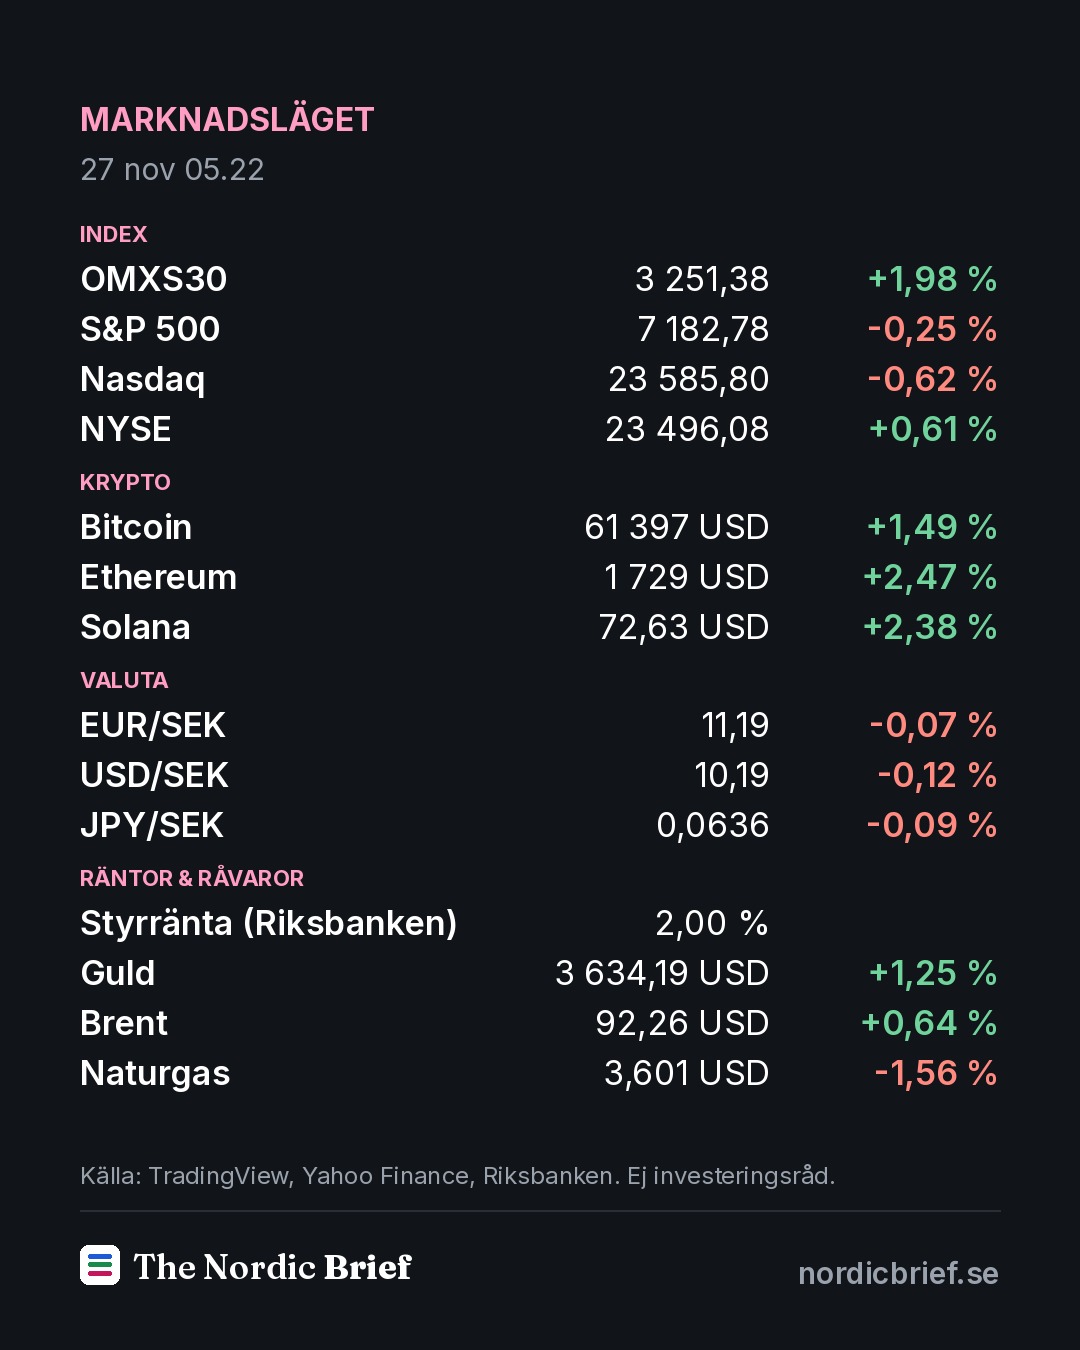 MARKNADSLÄGET
27 nov 05.22
INDEX
OMXS30 3 251,38 +1,98 %
S&P 500 7 182,78 -0,25 %
Nasdaq 23 585,80 -0,62 %
NYSE 23 496,08 +0,61 %
KRYPTO
Bitcoin 61 397 USD +1,49 %
Ethereum 1 729 USD +2,47 %
Solana 72,63 USD +2,38 %
VALUTA
EUR/SEK 11,19 -0,07 %
USD/SEK 10,19 -0,12 %
JPY/SEK 0,0636 -0,09 %
RÄNTOR & RÅVAROR
Styrränta (Riksbanken) 2,00 %
Guld 3 634,19 USD +1,25 %
Brent 92,26 USD +0,64 %
Naturgas 3,601 USD -1,56 %
Källa: TradingView, Yahoo Finance, Riksbanken. Ej investeringsråd.
The Nordic Brief nordicbrief.se